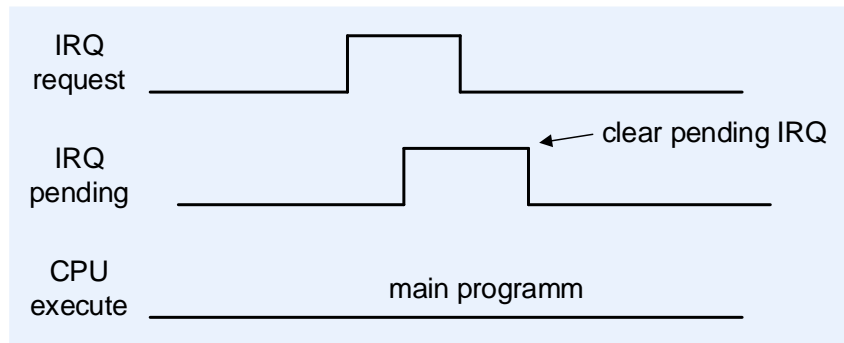 IRQ
request
clear pending IRQ
IRQ
pending
CPU
execute
main programm